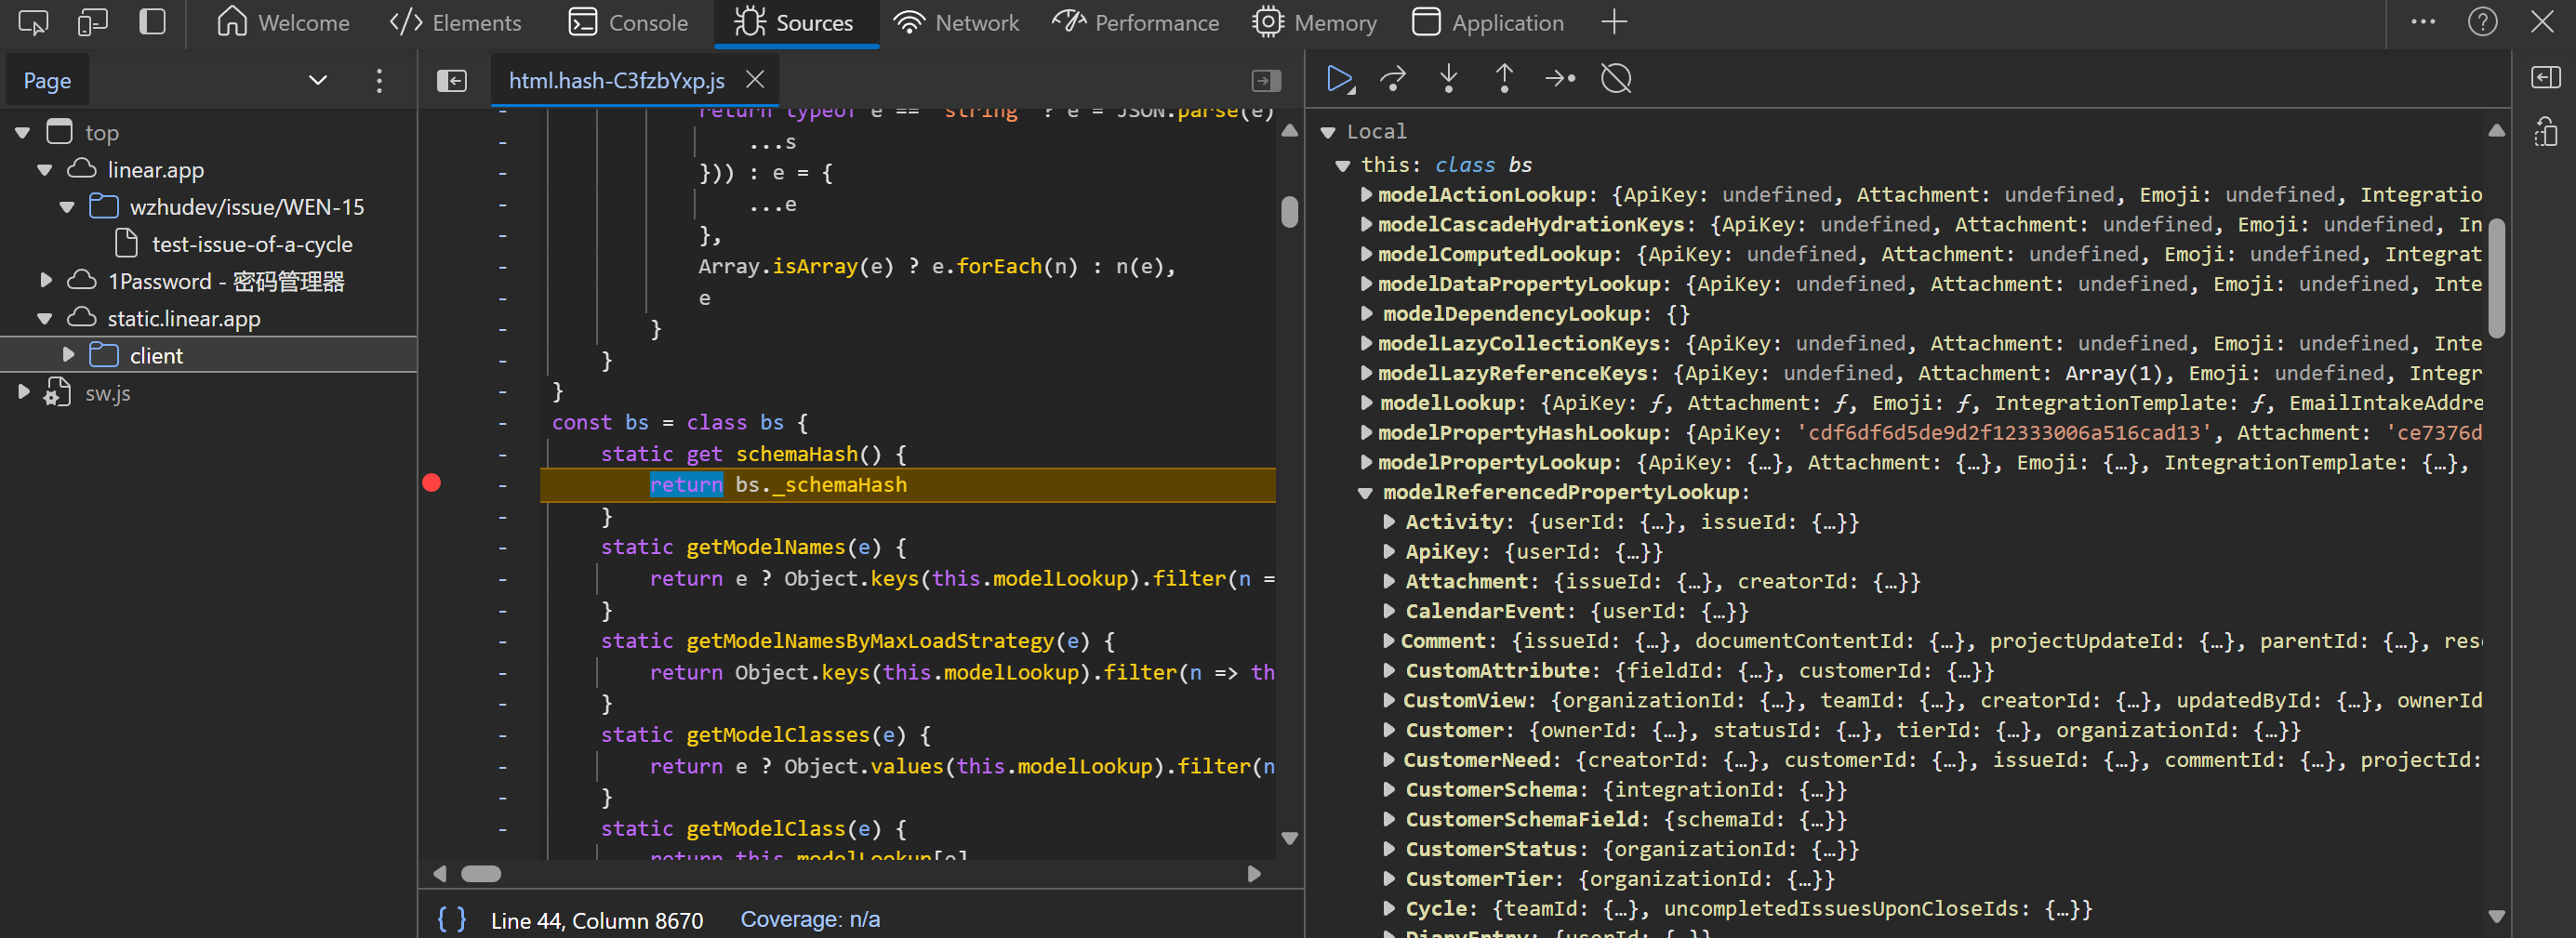 Welcome
Elements
Console
Sources
Network
Performance
Memory
Application
Page
top
linear.app
wzhudev/issue/WEN-15
test-issue-of-a-cycle
1Password - 密码管理器
static.linear.app
client
sw.js
html.hash-C3fzbYxp.js
return typeof e == "string" ? e = JSON.parse(e)
...s
})) : e = {
...e
},
Array.isArray(e) ? e.forEach(n) : n(e),
e
}
}
}
const bs = class bs {
static get schemaHash() {
return bs._schemaHash
}
static getModelNames(e) {
return e ? Object.keys(this.modelLookup).filter(n =
}
static getModelNamesByMaxLoadStrategy(e) {
return Object.keys(this.modelLookup).filter(n => th
}
static getModelClasses(e) {
return e ? Object.values(this.modelLookup).filter(n
}
static getModelClass(e) {
return this.modelLookup[e]
{ } Line 44, Column 8670 Coverage: n/a
Local
this: class bs
modelActionLookup: {ApiKey: undefined, Attachment: undefined, Emoji: undefined, Integratio
modelCascadeHydrationKeys: {ApiKey: undefined, Attachment: undefined, Emoji: undefined, In
modelComputedLookup: {ApiKey: undefined, Attachment: undefined, Emoji: undefined, Integrat
modelDataPropertyLookup: {ApiKey: undefined, Attachment: undefined, Emoji: undefined, Inte
modelDependencyLookup: {}
modelLazyCollectionKeys: {ApiKey: undefined, Attachment: undefined, Emoji: undefined, Inte
modelLazyReferenceKeys: {ApiKey: undefined, Attachment: Array(1), Emoji: undefined, Integr
modelLookup: {ApiKey: ƒ, Attachment: ƒ, Emoji: ƒ, IntegrationTemplate: ƒ, EmailIntakeAddre
modelPropertyHashLookup: {ApiKey: 'cdf6df6d5de9d2f12333006a516cad13', Attachment: 'ce7376d
modelPropertyLookup: {ApiKey: {…}, Attachment: {…}, Emoji: {…}, IntegrationTemplate: {…},
modelReferencedPropertyLookup:
Activity: {userId: {…}, issueId: {…}}
ApiKey: {userId: {…}}
Attachment: {issueId: {…}, creatorId: {…}}
CalendarEvent: {userId: {…}}
Comment: {issueId: {…}, documentContentId: {…}, projectUpdateId: {…}, parentId: {…}, res
CustomAttribute: {fieldId: {…}, customerId: {…}}
CustomView: {organizationId: {…}, teamId: {…}, creatorId: {…}, updatedById: {…}, ownerId
Customer: {ownerId: {…}, statusId: {…}, tierId: {…}, organizationId: {…}}
CustomerNeed: {creatorId: {…}, customerId: {…}, issueId: {…}, commentId: {…}, projectId:
CustomerSchema: {integrationId: {…}}
CustomerSchemaField: {schemaId: {…}}
CustomerStatus: {organizationId: {…}}
CustomerTier: {organizationId: {…}}
Cycle: {teamId: {…}, uncompletedIssuesUponCloseIds: {…}}
DiaryEntry: {userId: {…}}